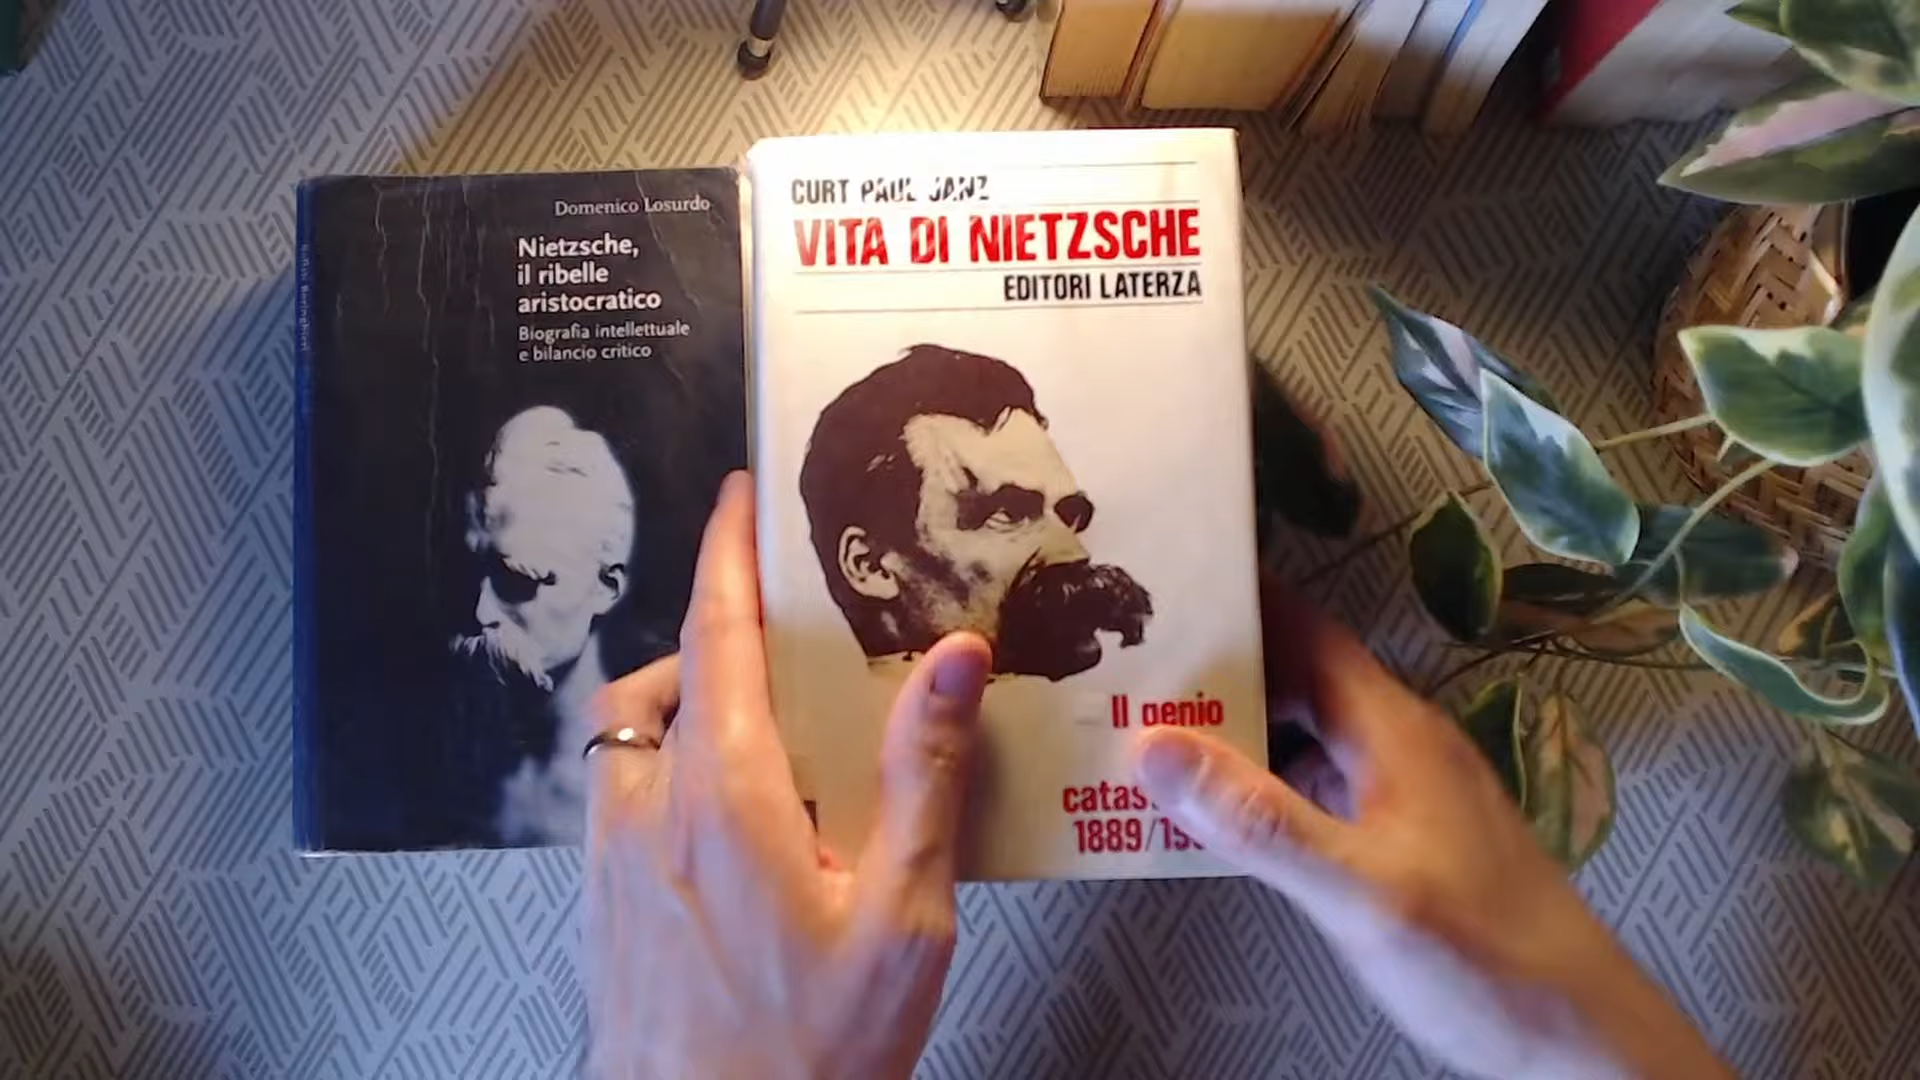 Domenico Losurdo
Nietzsche,
il ribelle
aristocratico
Biografia intellettuale
e bilancio critico
CURT PAUL JANZ
VITA DI NIETZSCHE
EDITORI LATERZA
Il genio
1889/